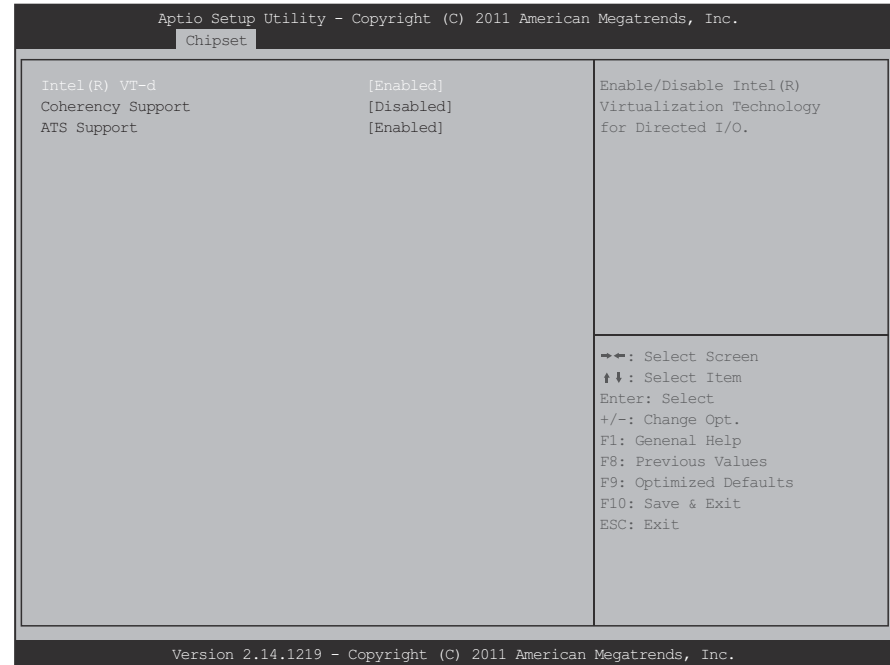 Aptio Setup Utility - Copyright (C) 2011 American Megatrends, Inc.
Chipset
Intel(R) VT-d [Enabled]
Coherency Support [Disabled]
ATS Support [Enabled]
Enable/Disable Intel(R)
Virtualization Technology
for Directed I/O.
→←: Select Screen
↑↓: Select Item
Enter: Select
+/-: Change Opt.
F1: Genenal Help
F8: Previous Values
F9: Optimized Defaults
F10: Save & Exit
ESC: Exit
Version 2.14.1219 - Copyright (C) 2011 American Megatrends, Inc.